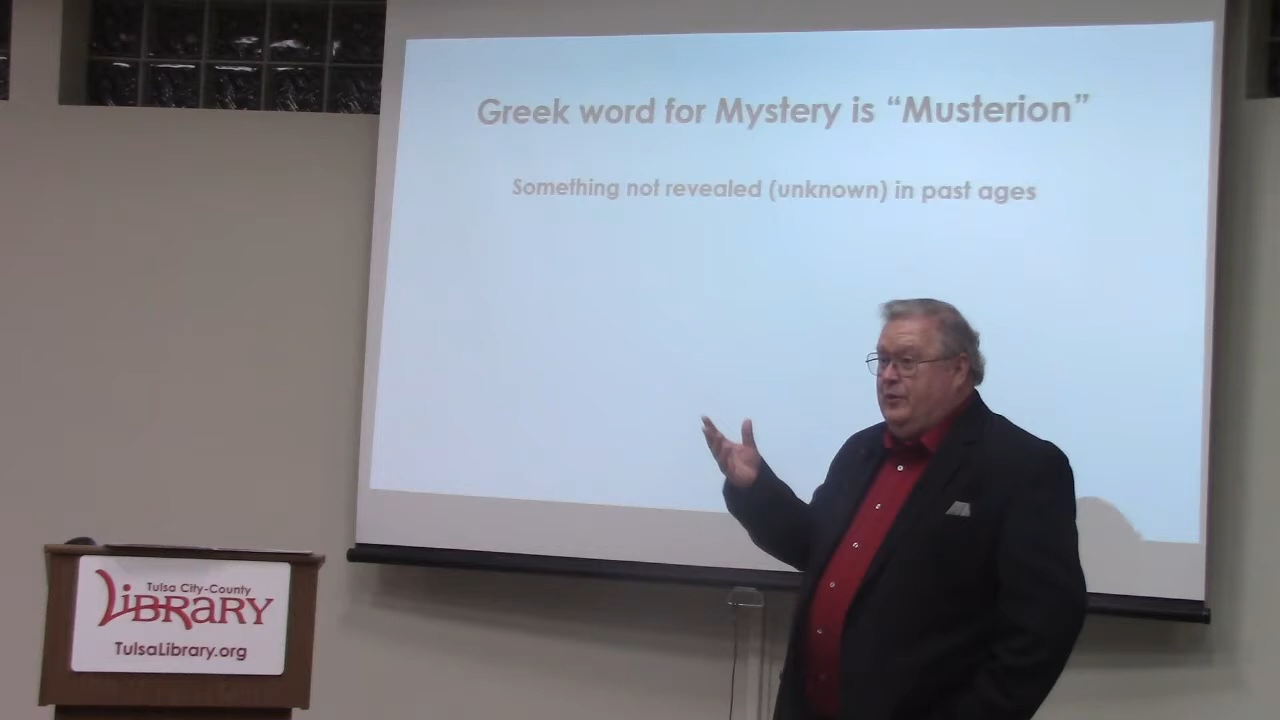 Greek word for Mystery is “Musterion”
Something not revealed (unknown) in past ages
Tulsa City-County
LIBRARY
TulsaLibrary.org